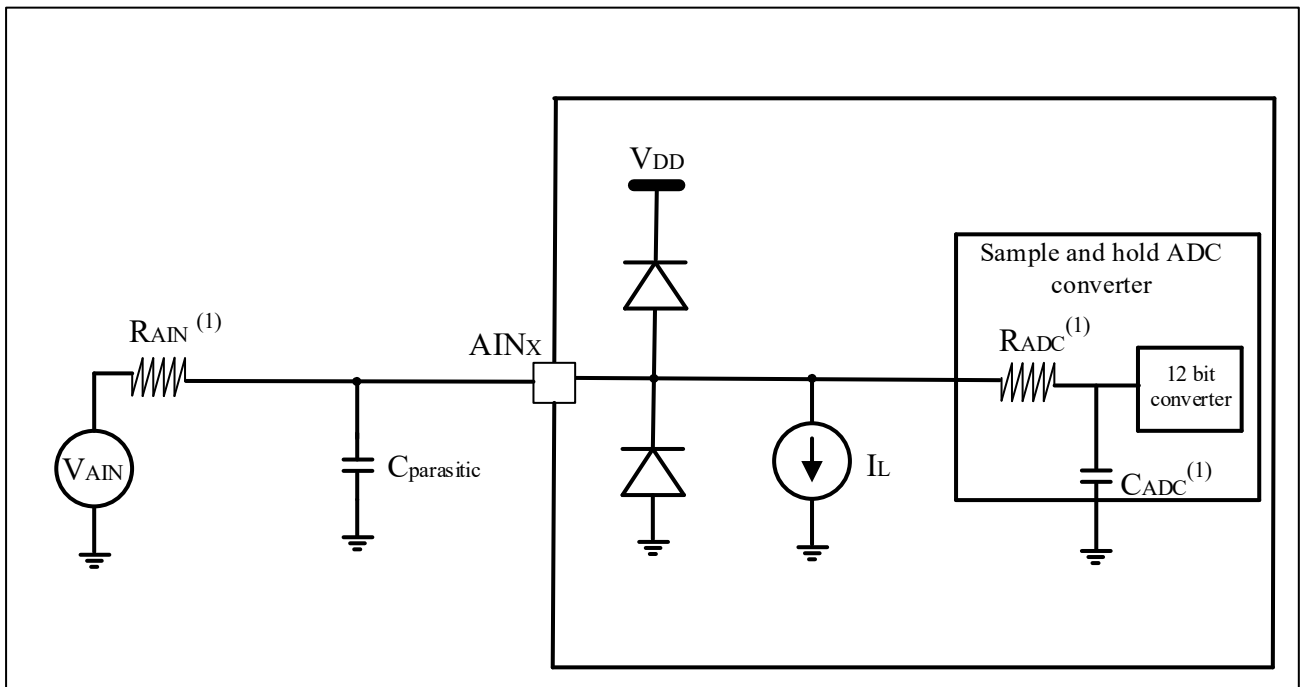 VDD
Sample and hold ADC
converter
RAIN (1)
AINX
RADC(1)
12 bit
converter
VAIN
Cparasitic
IL
CADC(1)